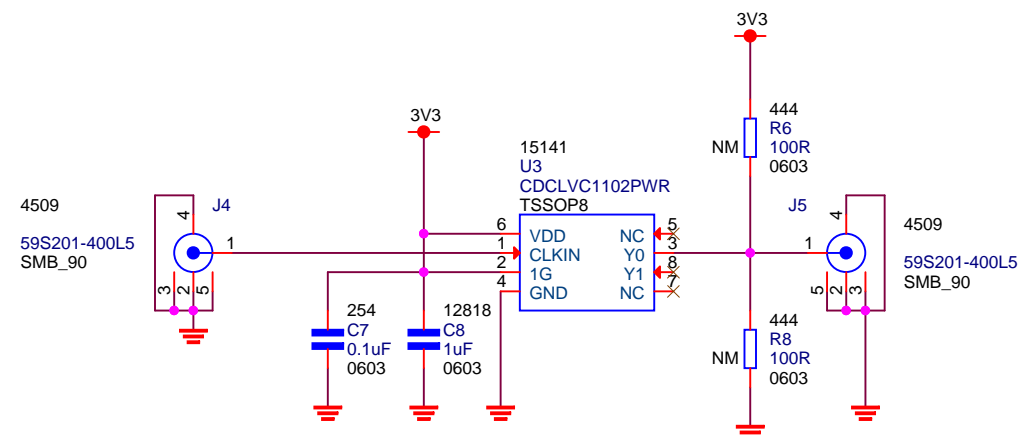 3V3
444
R6
100R
0603
NM
3V3
15141
U3
CDCLVC1102PWR
TSSOP8
4509
J4
59S201-400L5
SMB_90
4
1
3
2
5
6
VDD
1
CLKIN
2
1G
4
GND
NC
5
Y0
3
Y1
8
NC
7
J5
4509
59S201-400L5
SMB_90
4
1
5
2
3
254
C7
0.1uF
0603
12818
C8
1uF
0603
444
R8
100R
0603
NM